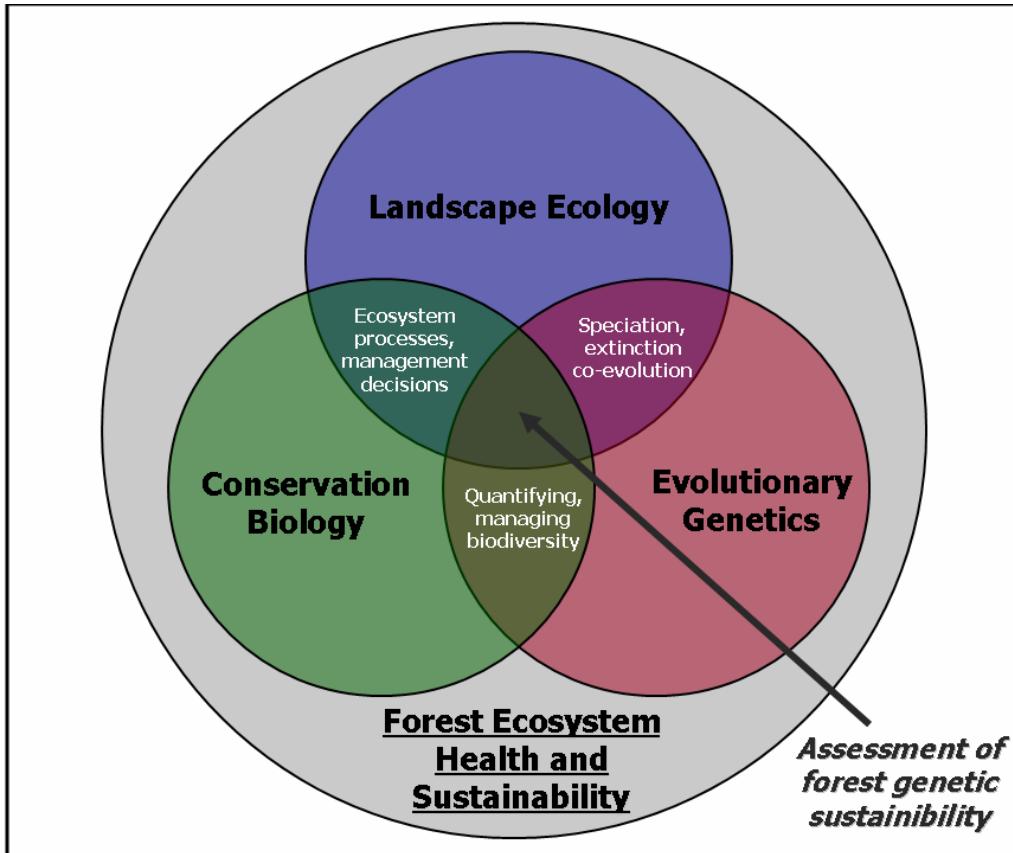 Landscape Ecology
Ecosystem
processes,
management
decisions
Speciation,
extinction
co-evolution
Conservation
Biology
Quantifying,
managing
biodiversity
Evolutionary
Genetics
Forest Ecosystem
Health and
Sustainability
Assessment of
forest genetic
sustainibility